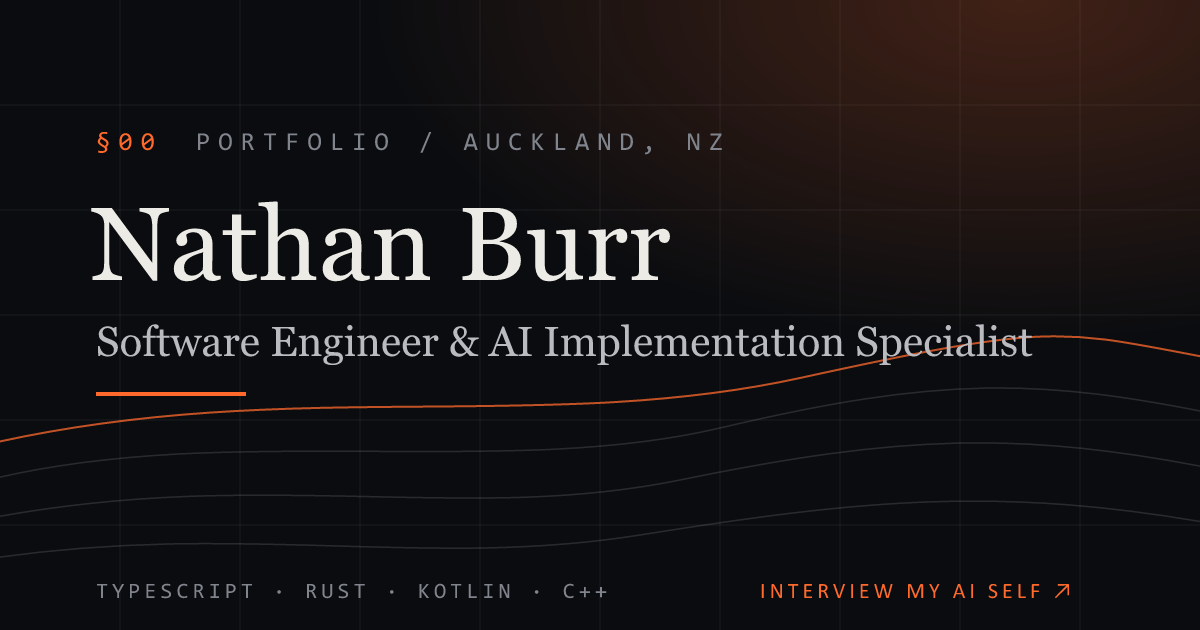 §00 PORTFOLIO / AUCKLAND, NZ
Nathan Burr
Software Engineer & AI Implementation Specialist
TYPESCRIPT · RUST · KOTLIN · C++
INTERVIEW MY AI SELF ↗